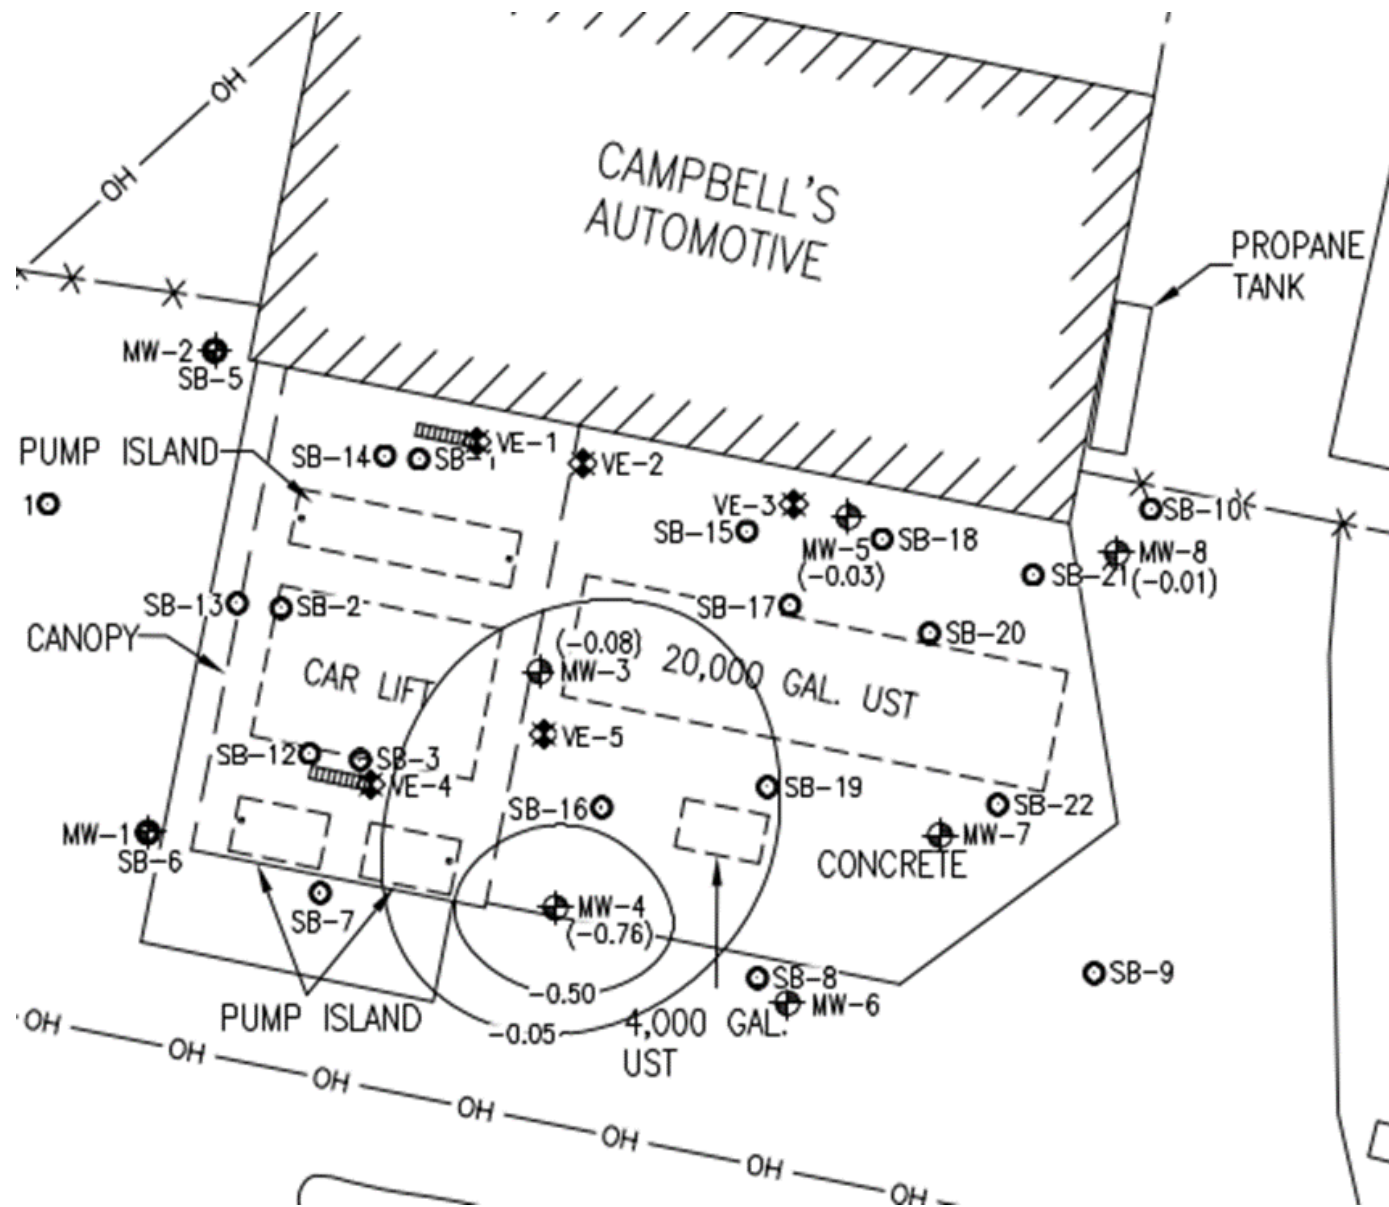 OH
OH
CAMPBELL'S
AUTOMOTIVE
PROPANE
TANK
MW-2
SB-5
PUMP ISLAND
SB-14
VE-1
VE-2
VE-3
SB-15
MW-5
(-0.03)
SB-18
SB-10
MW-8
(-0.01)
SB-21
1
SB-13
SB-2
CANOPY
CAR LIFT
(-0.08)
MW-3
SB-17
SB-20
20,000 GAL. UST
VE-5
SB-12
SB-3
VE-4
SB-16
SB-19
SB-22
MW-1
SB-6
MW-7
CONCRETE
SB-7
MW-4
(-0.76)
SB-8
MW-6
SB-9
-0.50
-0.05
PUMP ISLAND
4,000 GAL.
UST
OH
OH
OH
OH
OH
OH
OH